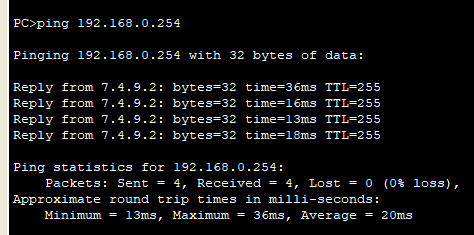 PC>ping 192.168.0.254
Pinging 192.168.0.254 with 32 bytes of data:
Reply from 7.4.9.2: bytes=32 time=36ms TTL=255
Reply from 7.4.9.2: bytes=32 time=16ms TTL=255
Reply from 7.4.9.2: bytes=32 time=13ms TTL=255
Reply from 7.4.9.2: bytes=32 time=18ms TTL=255
Ping statistics for 192.168.0.254:
    Packets: Sent = 4, Received = 4, Lost = 0 (0% loss),
Approximate round trip times in milli-seconds:
    Minimum = 13ms, Maximum = 36ms, Average = 20ms